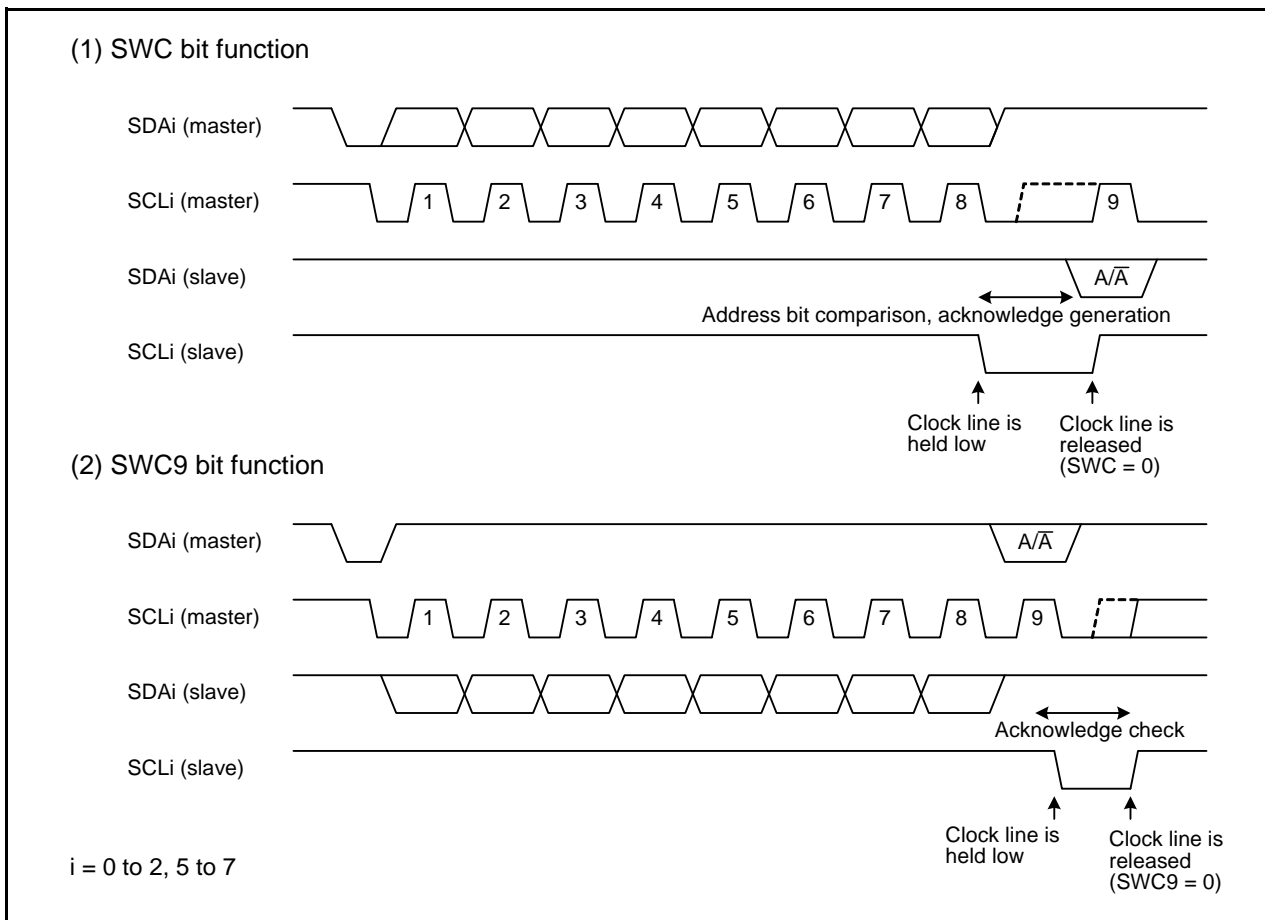 (1) SWC bit function
SDAi (master)
SCLi (master)
1 2 3 4 5 6 7 8 9
SDAi (slave)
A/A̅
Address bit comparison, acknowledge generation
SCLi (slave)
Clock line is
held low
Clock line is
released
(SWC = 0)
(2) SWC9 bit function
SDAi (master)
A/A̅
SCLi (master)
1 2 3 4 5 6 7 8 9
SDAi (slave)
Acknowledge check
SCLi (slave)
Clock line is
held low
Clock line is
released
(SWC9 = 0)
i = 0 to 2, 5 to 7